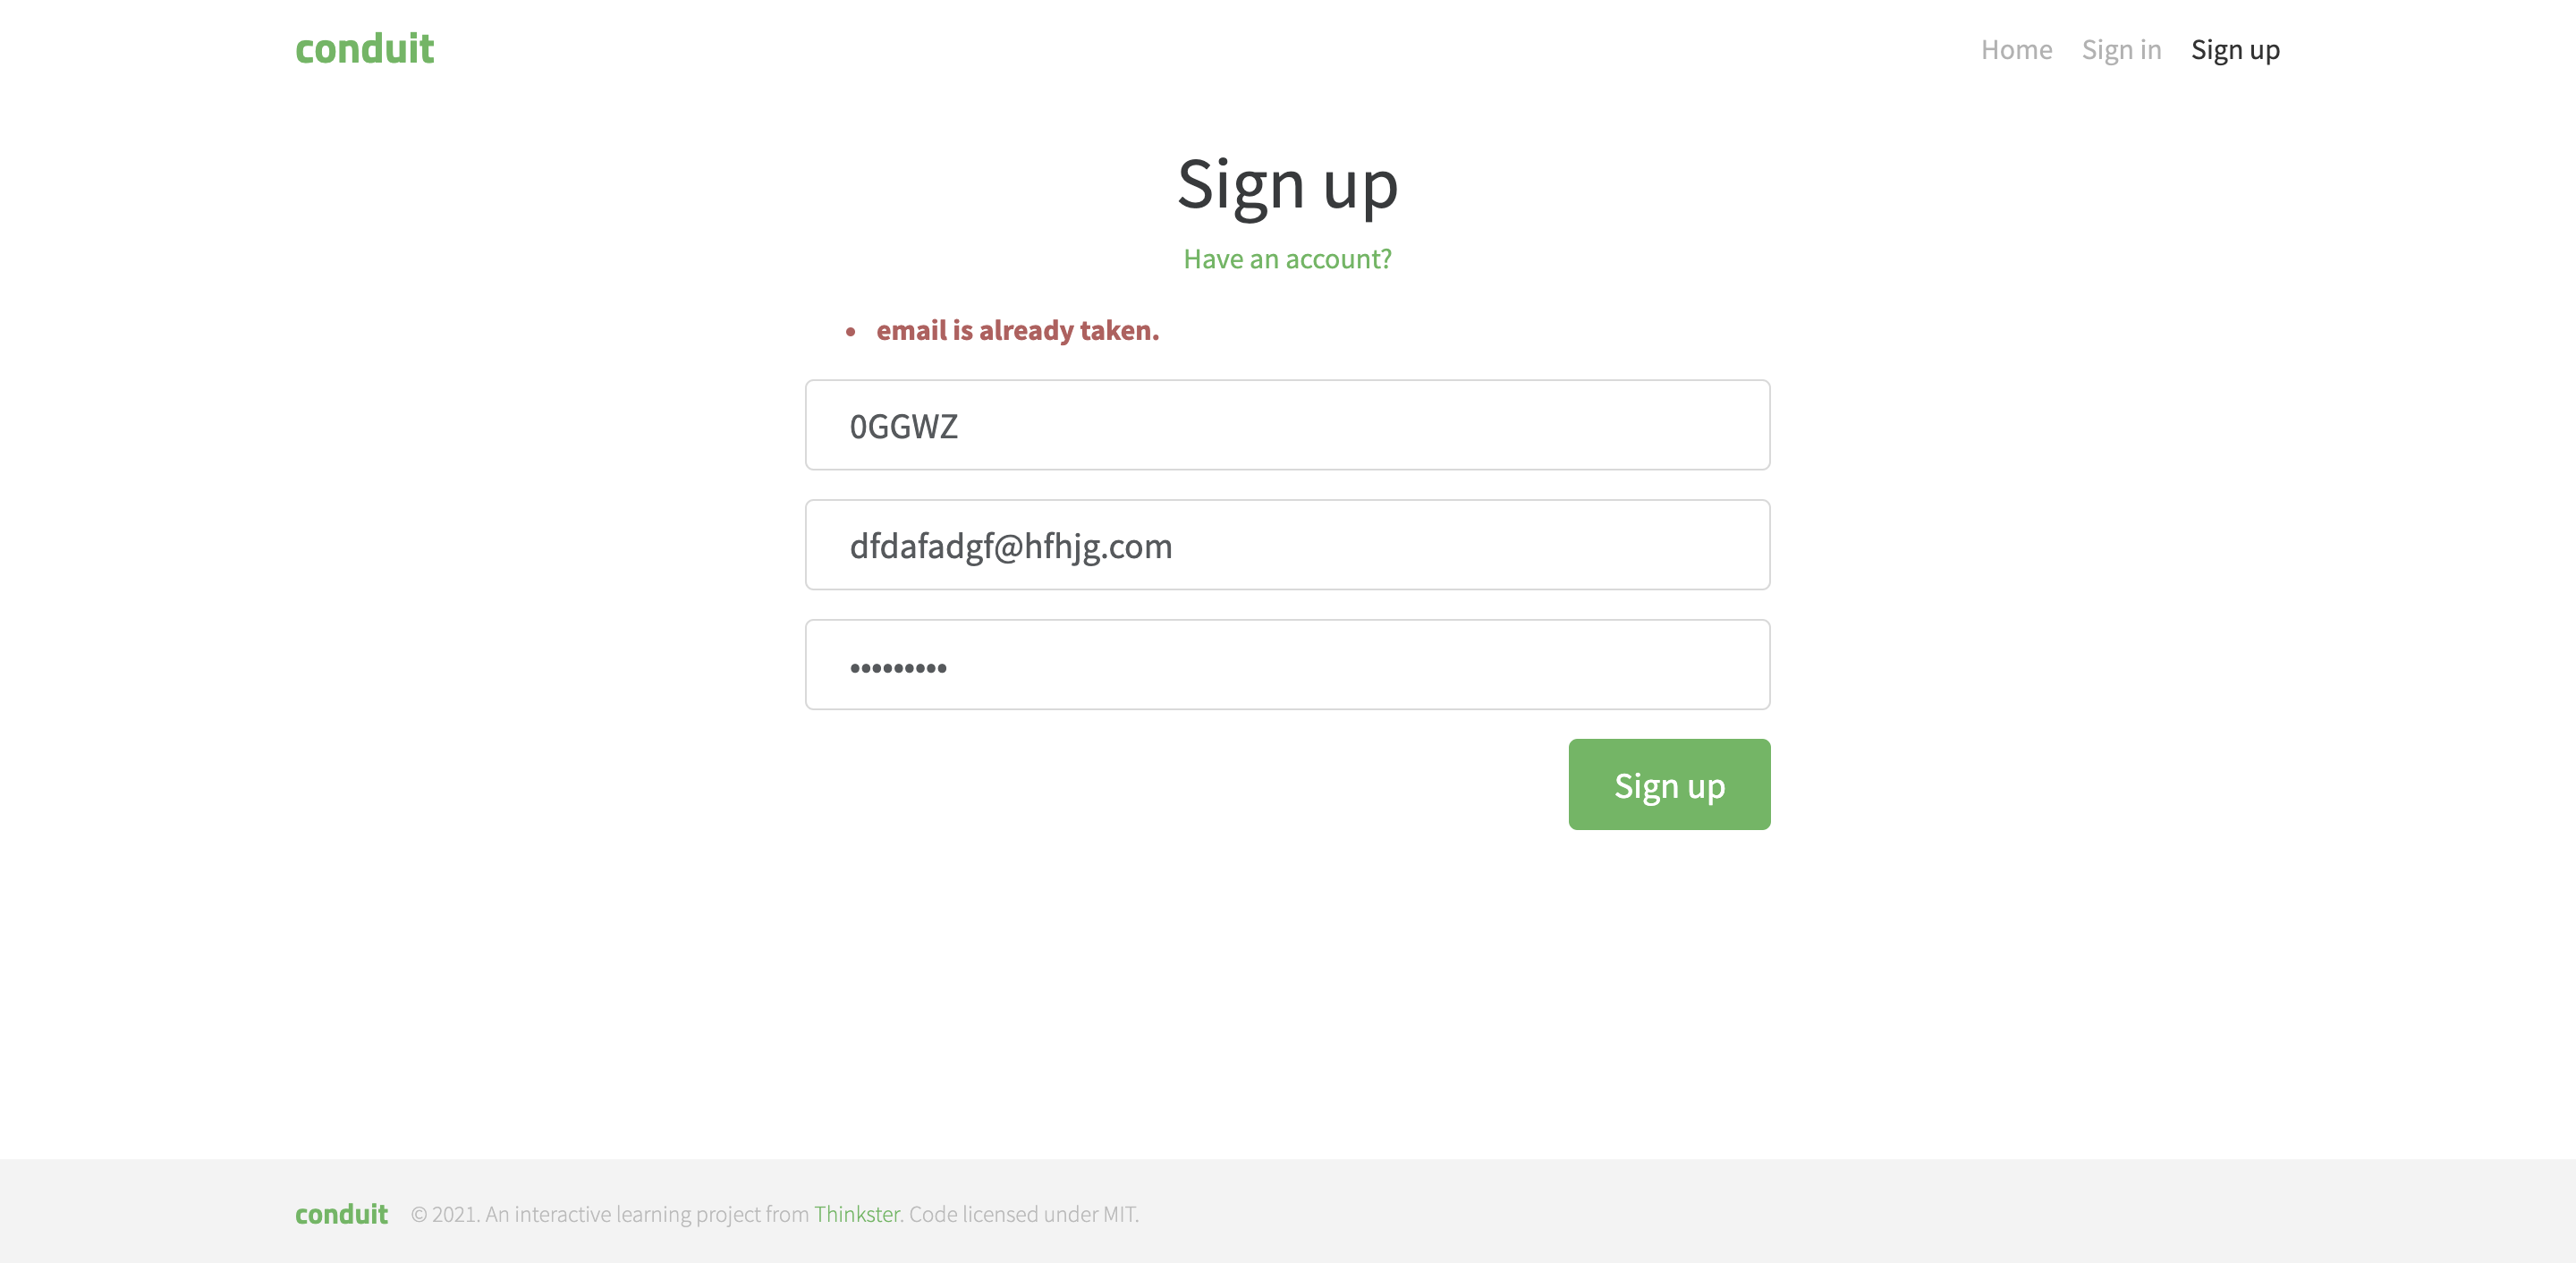 conduit
Home Sign in Sign up
Sign up
Have an account?
• email is already taken.
0GGWZ
dfdafadgf@hfhjg.com
•••••••••
Sign up
conduit © 2021. An interactive learning project from Thinkster. Code licensed under MIT.